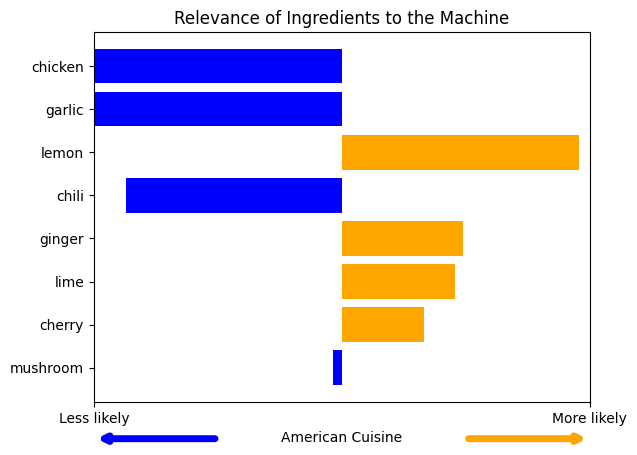 Relevance of Ingredients to the Machine
chicken
garlic
lemon
chili
ginger
lime
cherry
mushroom
Less likely
More likely
American Cuisine